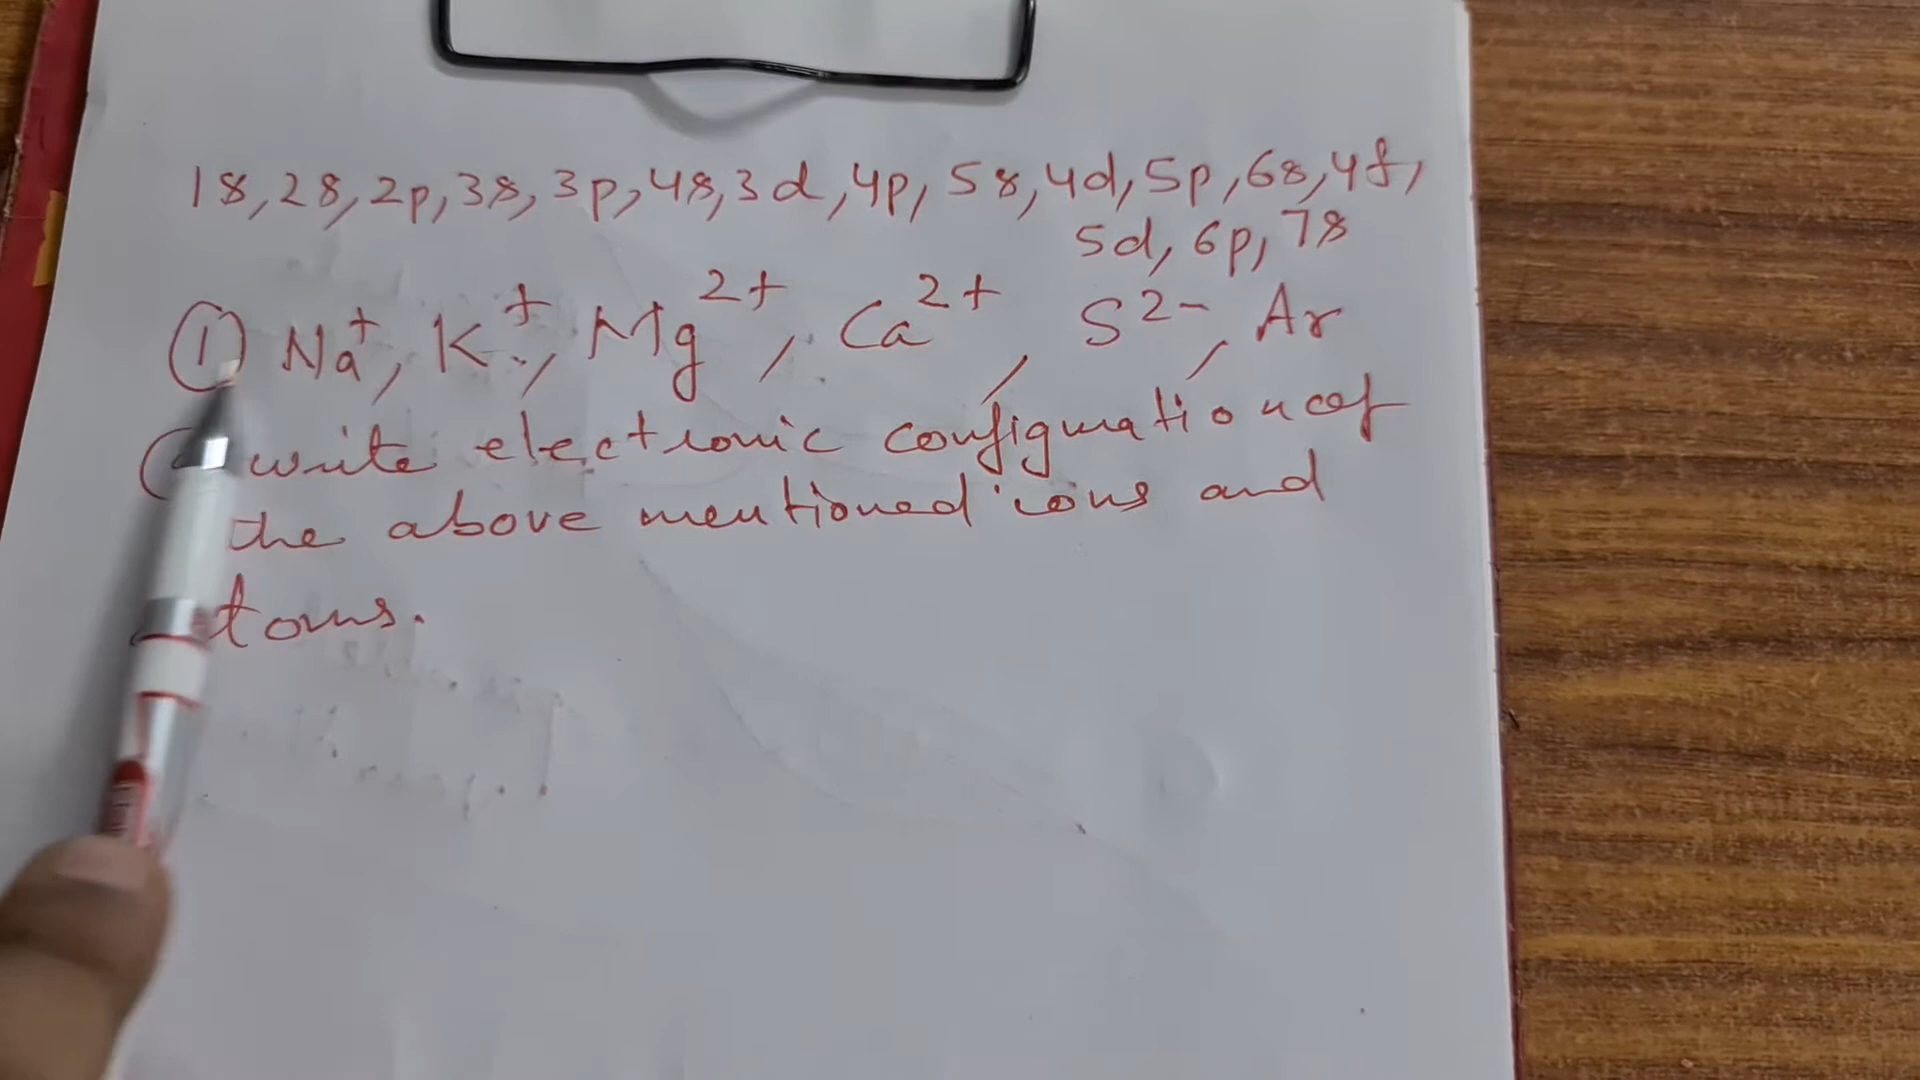 1s, 2s, 2p, 3s, 3p, 4s, 3d, 4p, 5s, 4d, 5p, 6s, 4f,
5d, 6p, 7s
① Na⁺, K⁺, Mg²⁺, Ca²⁺, S²⁻, Ar
write electronic configuration of
the above mentioned ions and
toms.